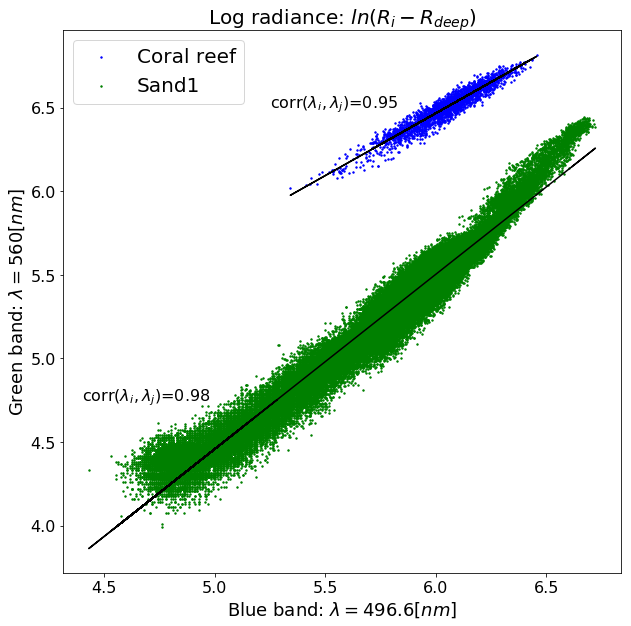 Log radiance: ln(R_i − R_deep)
Coral reef
Sand1
corr(λ_i, λ_j)=0.95
corr(λ_i, λ_j)=0.98
Green band: λ = 560[nm]
6.5
6.0
5.5
5.0
4.5
4.0
4.5 5.0 5.5 6.0 6.5
Blue band: λ = 496.6[nm]